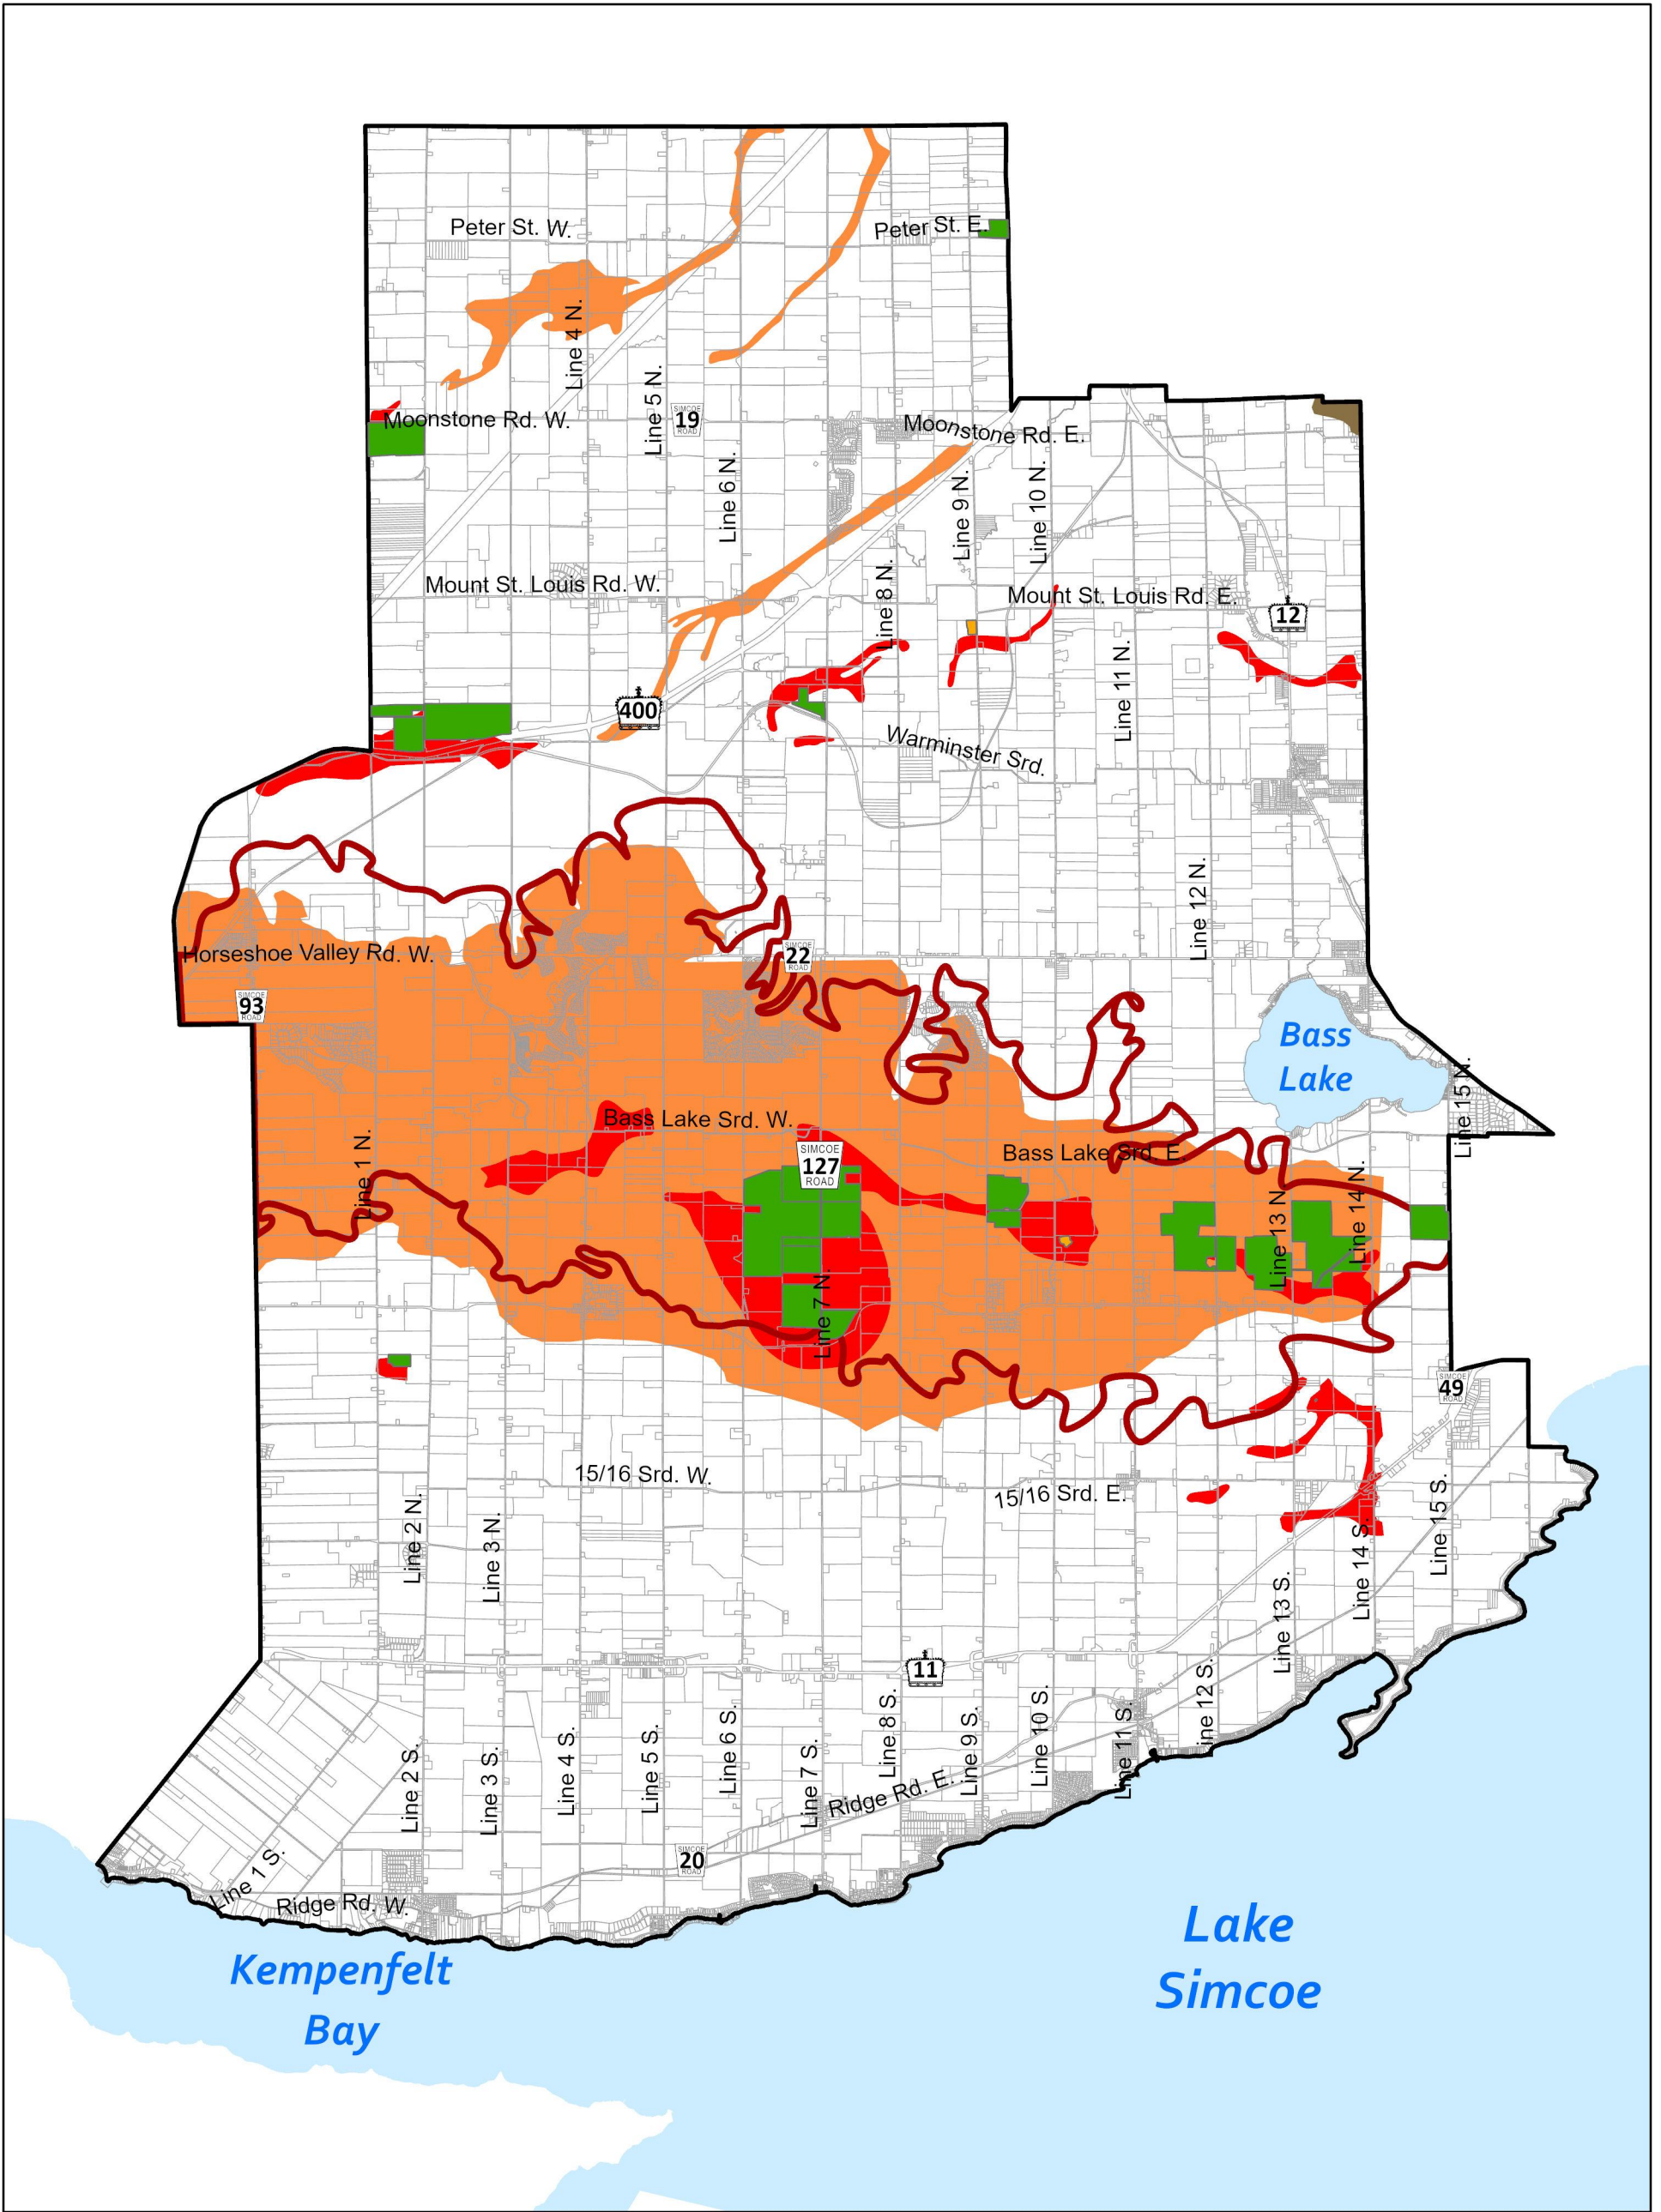 Peter St. W.
Peter St. E.
Line 4 N.
Line 5 N.
SIMCOE
19
ROAD
Moonstone Rd. W.
Moonstone Rd. E.
Line 6 N.
Line 9 N.
Line 10 N.
Mount St. Louis Rd. W.
Line 8 N.
Mount St. Louis Rd. E.
12
Line 11 N.
400
Warminster Srd.
Line 12 N.
Horseshoe Valley Rd. W.
SIMCOE
22
ROAD
SIMCOE
93
ROAD
Bass
Lake
Line 15 N.
Bass Lake Srd. W.
Line 1 N.
SIMCOE
127
ROAD
Bass Lake Srd. E.
Line 13 N.
Line 14 N.
Line 7 N.
SIMCOE
49
ROAD
15/16 Srd. W.
15/16 Srd. E.
Line 2 N.
Line 3 N.
Line 15 S.
Line 14 S.
Line 13 S.
11
Line 2 S.
Line 3 S.
Line 4 S.
Line 5 S.
Line 6 S.
Line 7 S.
Line 8 S.
Line 9 S.
Line 10 S.
Line 11 S.
ine 12 S.
Ridge Rd. E.
SIMCOE
20
ROAD
Line 1 S.
Ridge Rd. W.
Kempenfelt
Bay
Lake
Simcoe